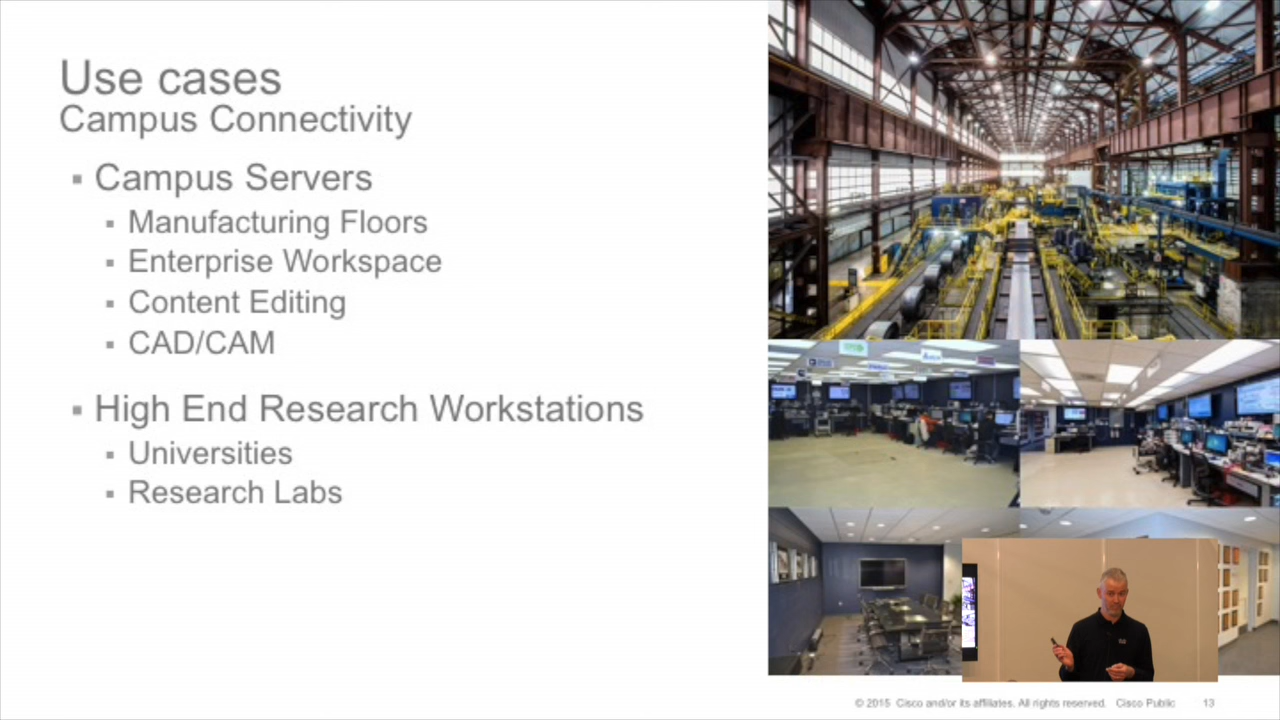 Use cases
Campus Connectivity
▪ Campus Servers
▪ Manufacturing Floors
▪ Enterprise Workspace
▪ Content Editing
▪ CAD/CAM
▪ High End Research Workstations
▪ Universities
▪ Research Labs
© 2015 Cisco and/or its affiliates. All rights reserved. Cisco Public 13